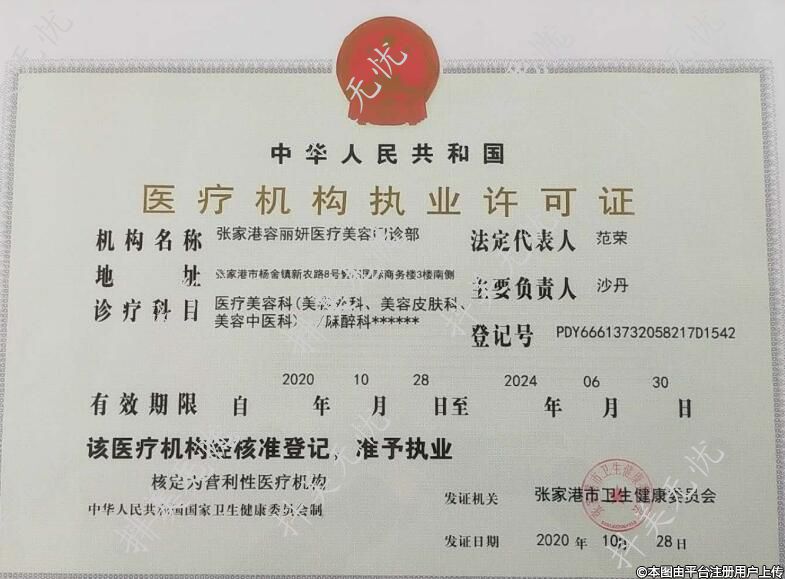 中华人民共和国
医疗机构执业许可证
机构名称 张家港容丽妍医疗美容门诊部
法定代表人 范荣
地 址 张家港市杨舍镇新农路8号 国际商务楼3楼南侧
主要负责人 沙丹
诊疗科目 医疗美容科(美容外科、美容皮肤科、
美容中医科) /麻醉科******
登记号 PDY66613732058217D1542
有效期限 自 2020 年 10 月 28 日至 2024 年 06 月 30 日
该医疗机构经核准登记,准予执业
核定为营利性医疗机构
中华人民共和国国家卫生健康委员会制
发证机关 张家港市卫生健康委员会
发证日期 2020 年 10月 28日
抖美无忧
©本图由平台注册用户上传